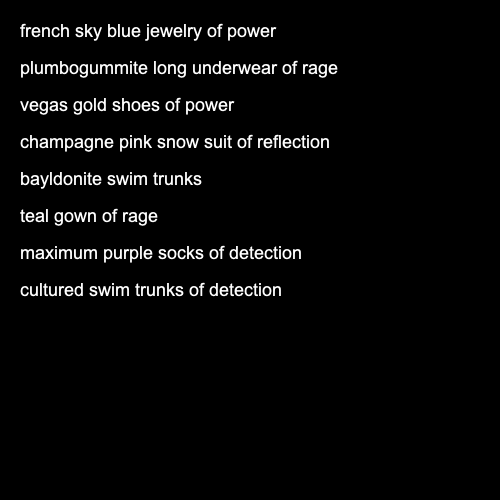 french sky blue jewelry of power
plumbogummite long underwear of rage
vegas gold shoes of power
champagne pink snow suit of reflection
bayldonite swim trunks
teal gown of rage
maximum purple socks of detection
cultured swim trunks of detection